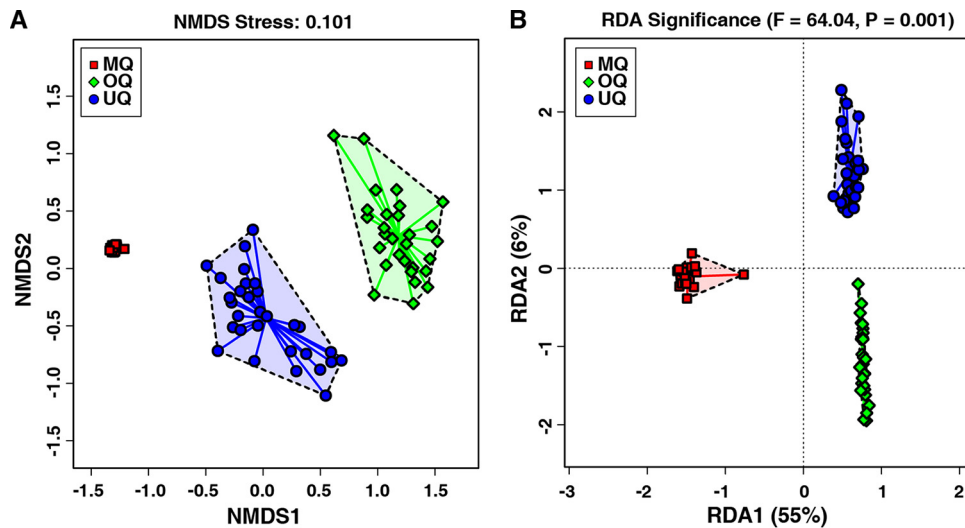 A
NMDS Stress: 0.101
MQ
OQ
UQ
NMDS2
1.5
1.0
0.5
0.0
-0.5
-1.0
-1.5
-1.5 -1.0 -0.5 0.0 0.5 1.0 1.5
NMDS1
B
RDA Significance (F = 64.04, P = 0.001)
MQ
OQ
UQ
RDA2 (6%)
2
1
0
-1
-2
-3 -2 -1 0 1 2
RDA1 (55%)